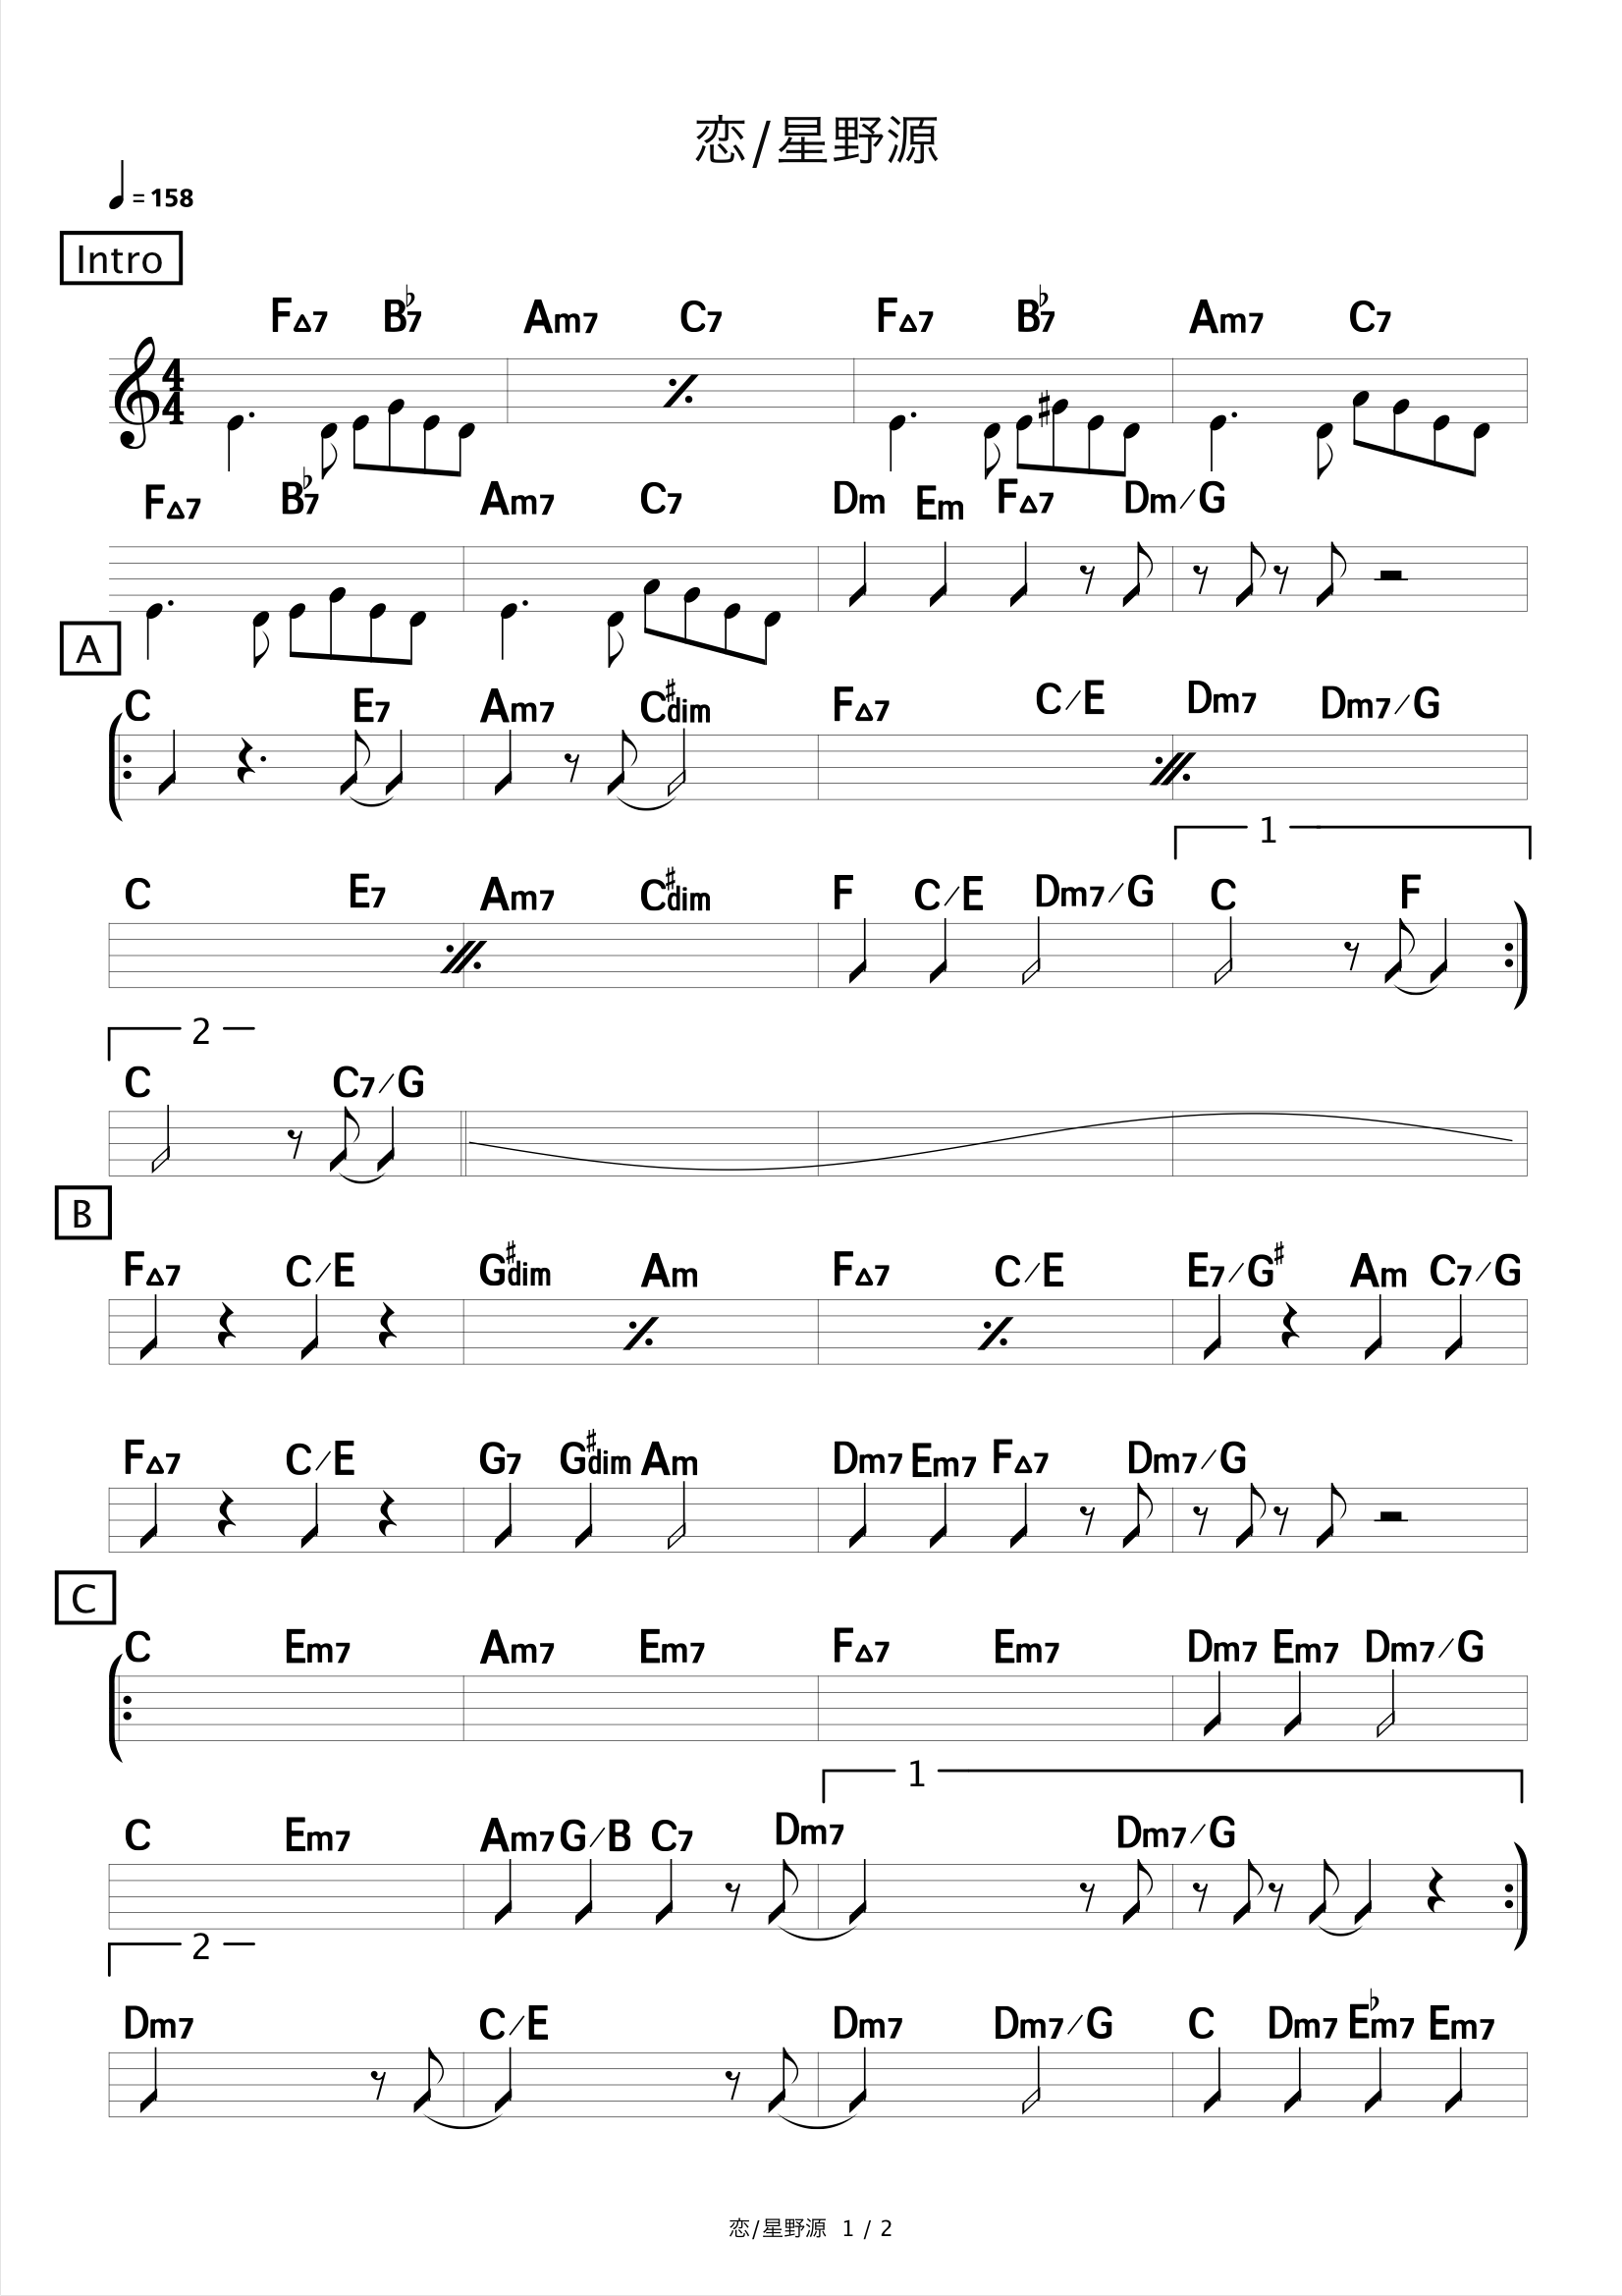 恋/星野源
= 158
Intro
F△7 B♭7 Am7 C7 F△7 B♭7 Am7 C7
4
4
F△7 B♭7 Am7 C7 Dm Em F△7 Dm/G
A
C E7 Am7 C♯dim F△7 C/E Dm7 Dm7/G
1
C E7 Am7 C♯dim F C/E Dm7/G C F
2
C C7/G
B
F△7 C/E G♯dim Am F△7 C/E E7/G♯ Am C7/G
F△7 C/E G7 G♯dim Am Dm7 Em7 F△7 Dm7/G
C
C Em7 Am7 Em7 F△7 Em7 Dm7 Em7 Dm7/G
1
C Em7 Am7 G/B C7 Dm7 Dm7/G
2
Dm7 C/E Dm7 Dm7/G C Dm7 E♭m7 Em7
恋/星野源 1 / 2